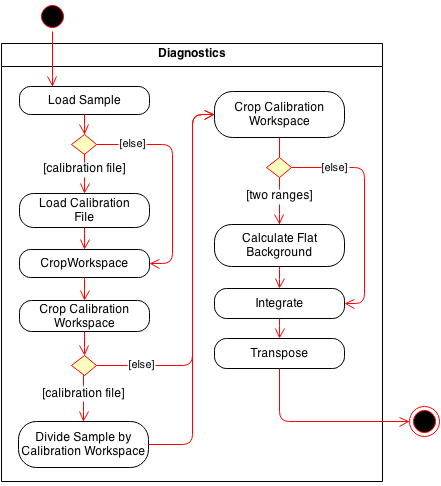 Diagnostics
Load Sample
[else]
[calibration file]
Load Calibration
File
CropWorkspace
Crop Calibration
Workspace
[else]
[calibration file]
Divide Sample by
Calibration Workspace
Crop Calibration
Workspace
[else]
[two ranges]
Calculate Flat
Background
Integrate
Transpose